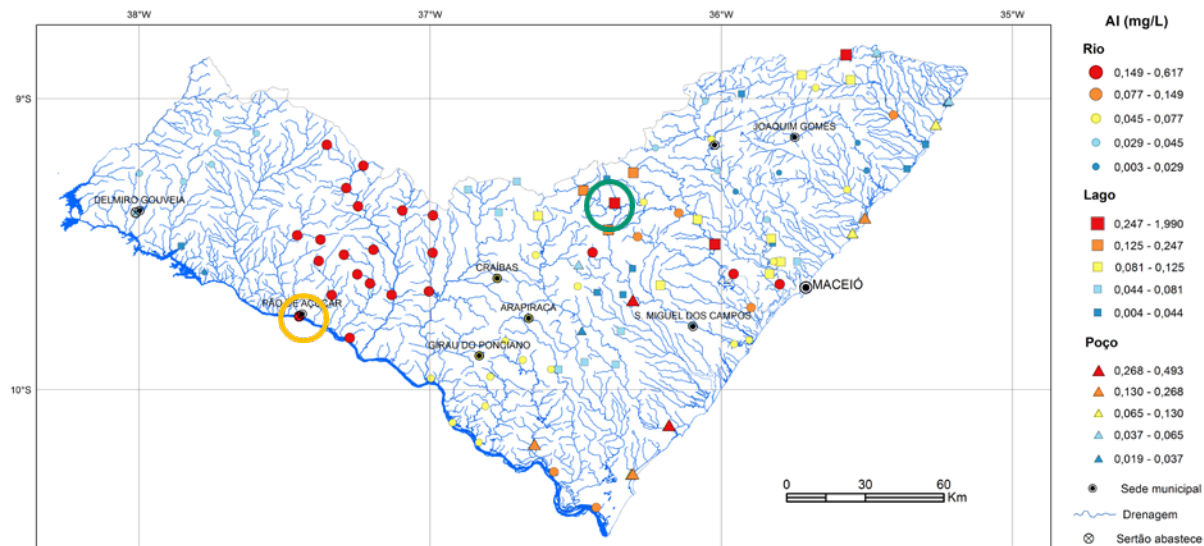 38°W 37°W 36°W 35°W
Al (mg/L)
Rio
0,149 - 0,617
0,077 - 0,149
0,045 - 0,077
0,029 - 0,045
0,003 - 0,029
Lago
0,247 - 1,990
0,125 - 0,247
0,081 - 0,125
0,044 - 0,081
0,004 - 0,044
Poço
0,268 - 0,493
0,130 - 0,268
0,065 - 0,130
0,037 - 0,065
0,019 - 0,037
Sede municipal
Drenagem
Sertão abastece
9°S
10°S
JOAQUIM GOMES
DELMIRO GOUVEIA
CRAÍBAS
MACEIÓ
PÃO DE AÇÚCAR
ARAPIRACA
S. MIGUEL DOS CAMPOS
GIRAU DO PONCIANO
0 30 60
Km